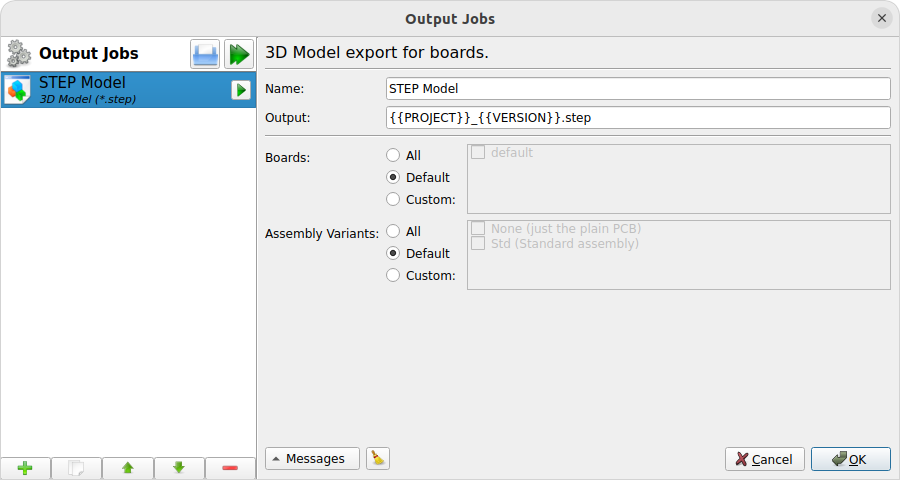 Output Jobs
Output Jobs
STEP Model
3D Model (*.step)
3D Model export for boards.
Name:
STEP Model
Output:
{{PROJECT}}_{{VERSION}}.step
Boards:
All
Default
Custom:
default
Assembly Variants:
All
Default
Custom:
None (just the plain PCB)
Std (Standard assembly)
Messages
Cancel
OK